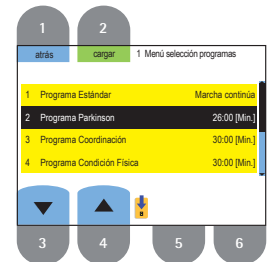 1 2
atrás cargar 1 Menú selección programas
1 Programa Estándar Marcha continúa
2 Programa Parkinson 26:00 [Min.]
3 Programa Coordinación 30:00 [Min.]
4 Programa Condición Física 30:00 [Min.]
8
3 4 5 6